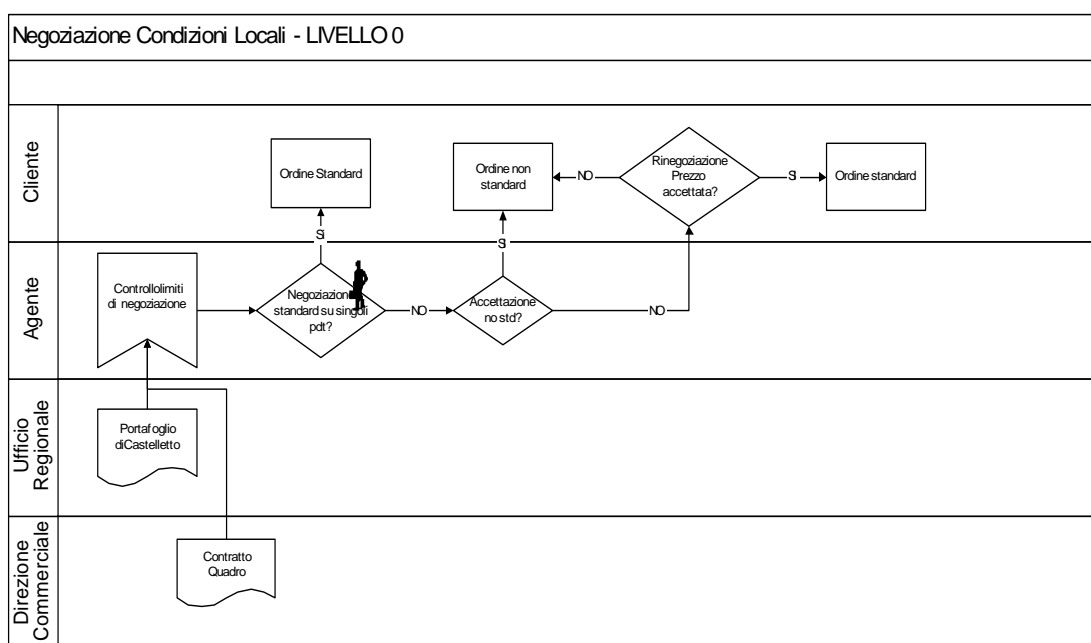 Negoziazione Condizioni Locali - LIVELLO 0
Cliente
Ordine Standard
Ordine non
standard
NO
Rinegoziazione
Prezzo
accettata?
SI
Ordine standard
Agente
Controllolimiti
di negoziazione
SI
Negoziazione
standard su singoli
pdt?
NO
SI
Accettazione
no std?
NO
Ufficio
Regionale
Portafoglio
diCastelletto
Direzione
Commerciale
Contratto
Quadro